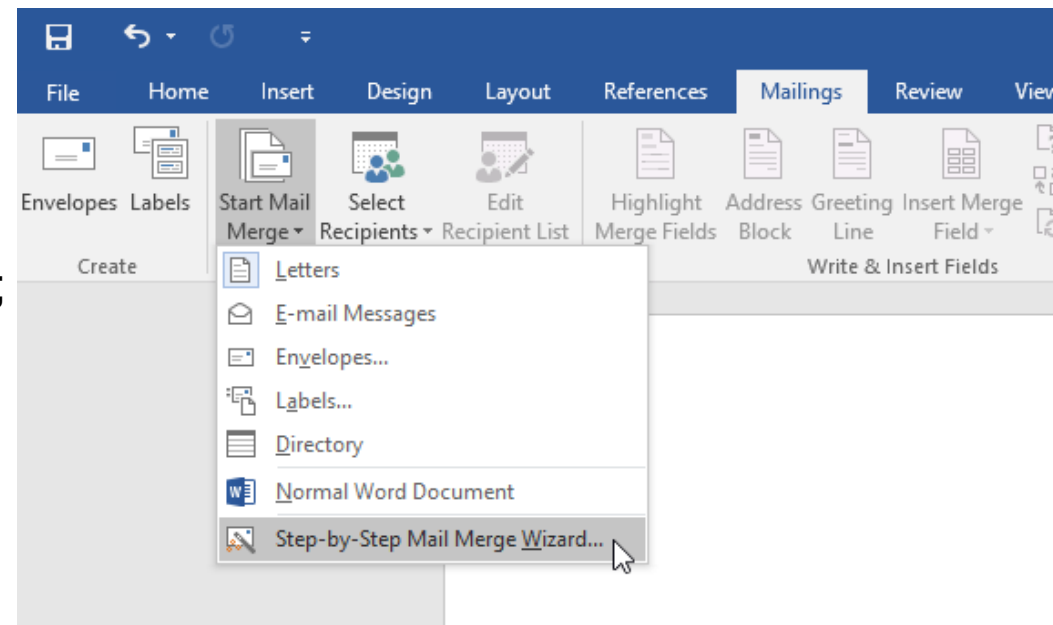 File Home Insert Design Layout References Mailings Review View
Envelopes Labels Start Mail Select Edit Highlight Address Greeting Insert Merge
Merge Recipients Recipient List Merge Fields Block Line Field
Create Write & Insert Fields
;
Letters
E-mail Messages
Envelopes...
Labels...
Directory
W Normal Word Document
Step-by-Step Mail Merge Wizard...